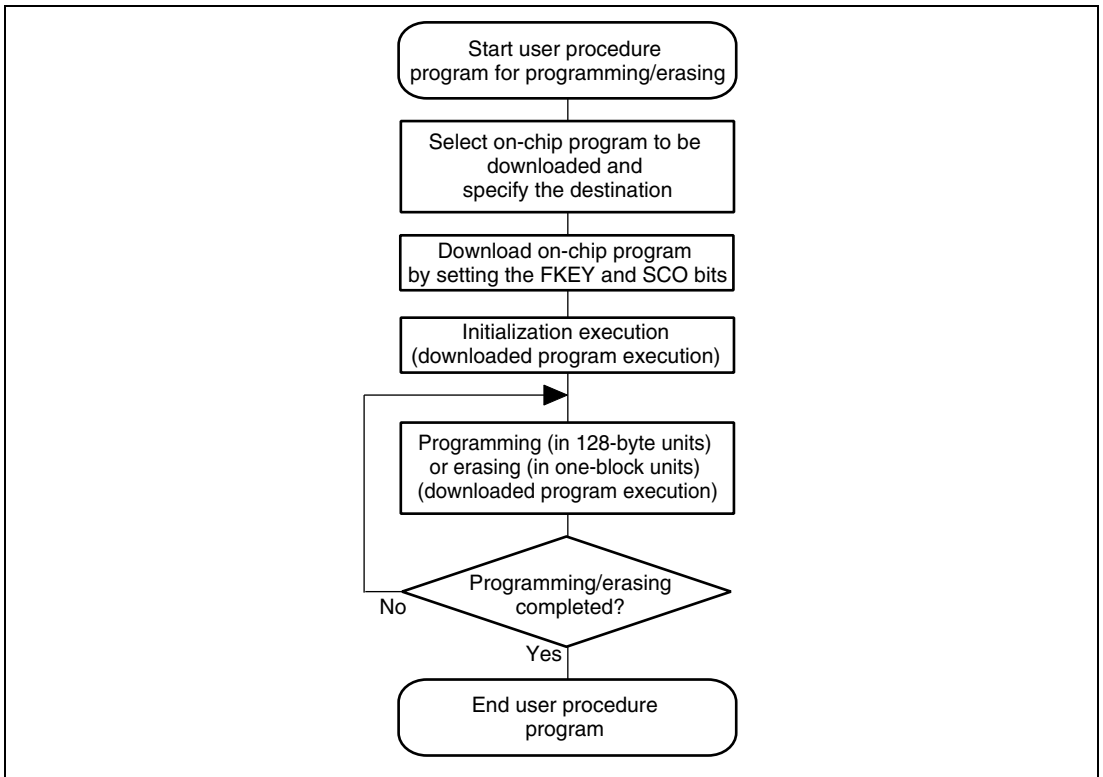 Start user procedure
program for programming/erasing
Select on-chip program to be
downloaded and
specify the destination
Download on-chip program
by setting the FKEY and SCO bits
Initialization execution
(downloaded program execution)
Programming (in 128-byte units)
or erasing (in one-block units)
(downloaded program execution)
Programming/erasing
completed?
No
Yes
End user procedure
program